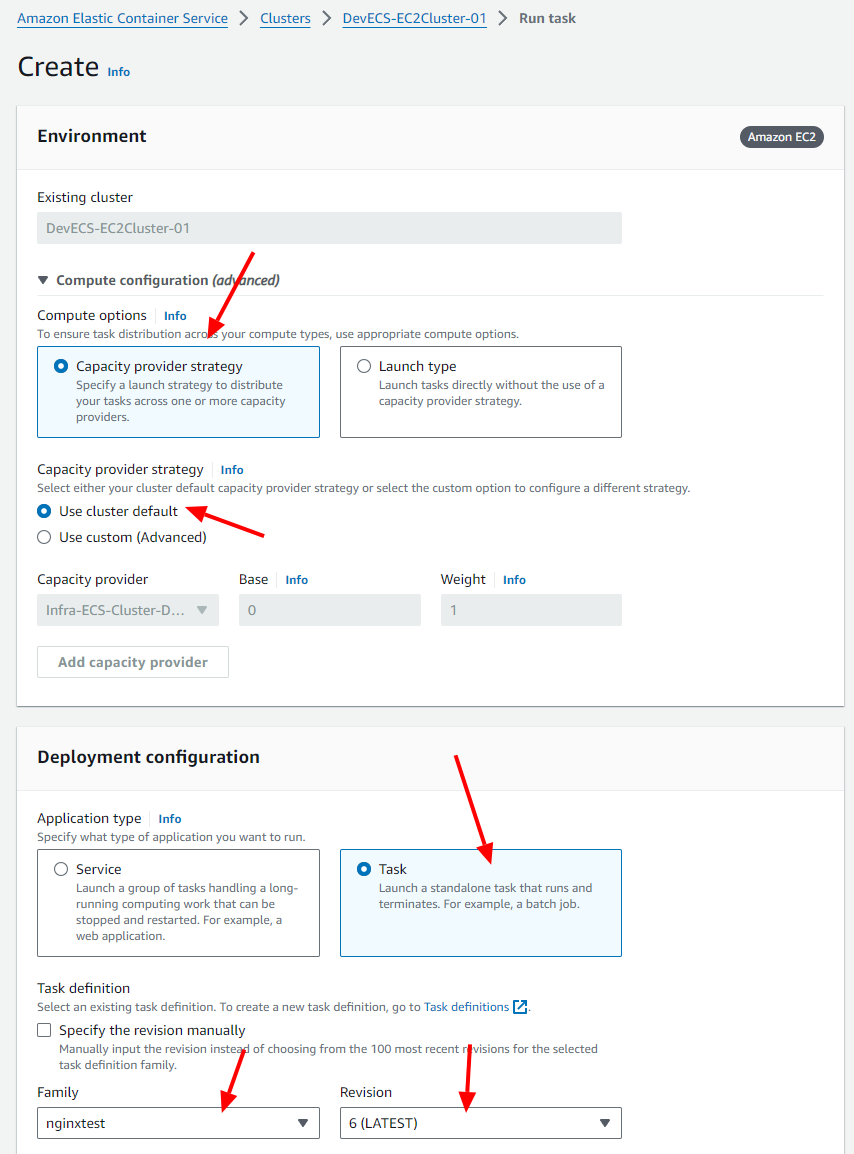 Amazon Elastic Container Service > Clusters > DevECS-EC2Cluster-01 > Run task
Create Info
Environment
Amazon EC2
Existing cluster
DevECS-EC2Cluster-01
Compute configuration (advanced)
Compute options Info
To ensure task distribution across your compute types, use appropriate compute options.
Capacity provider strategy
Specify a launch strategy to distribute
your tasks across one or more capacity
providers.
Launch type
Launch tasks directly without the use of a
capacity provider strategy.
Capacity provider strategy Info
Select either your cluster default capacity provider strategy or select the custom option to configure a different strategy.
Use cluster default
Use custom (Advanced)
Capacity provider
Base Info
Weight Info
Infra-ECS-Cluster-D...
0
1
Add capacity provider
Deployment configuration
Application type Info
Specify what type of application you want to run.
Service
Launch a group of tasks handling a long-
running computing work that can be
stopped and restarted. For example, a
web application.
Task
Launch a standalone task that runs and
terminates. For example, a batch job.
Task definition
Select an existing task definition. To create a new task definition, go to Task definitions.
Specify the revision manually
Manually input the revision instead of choosing from the 100 most recent revisions for the selected
task definition family.
Family
Revision
nginxtest
6 (LATEST)